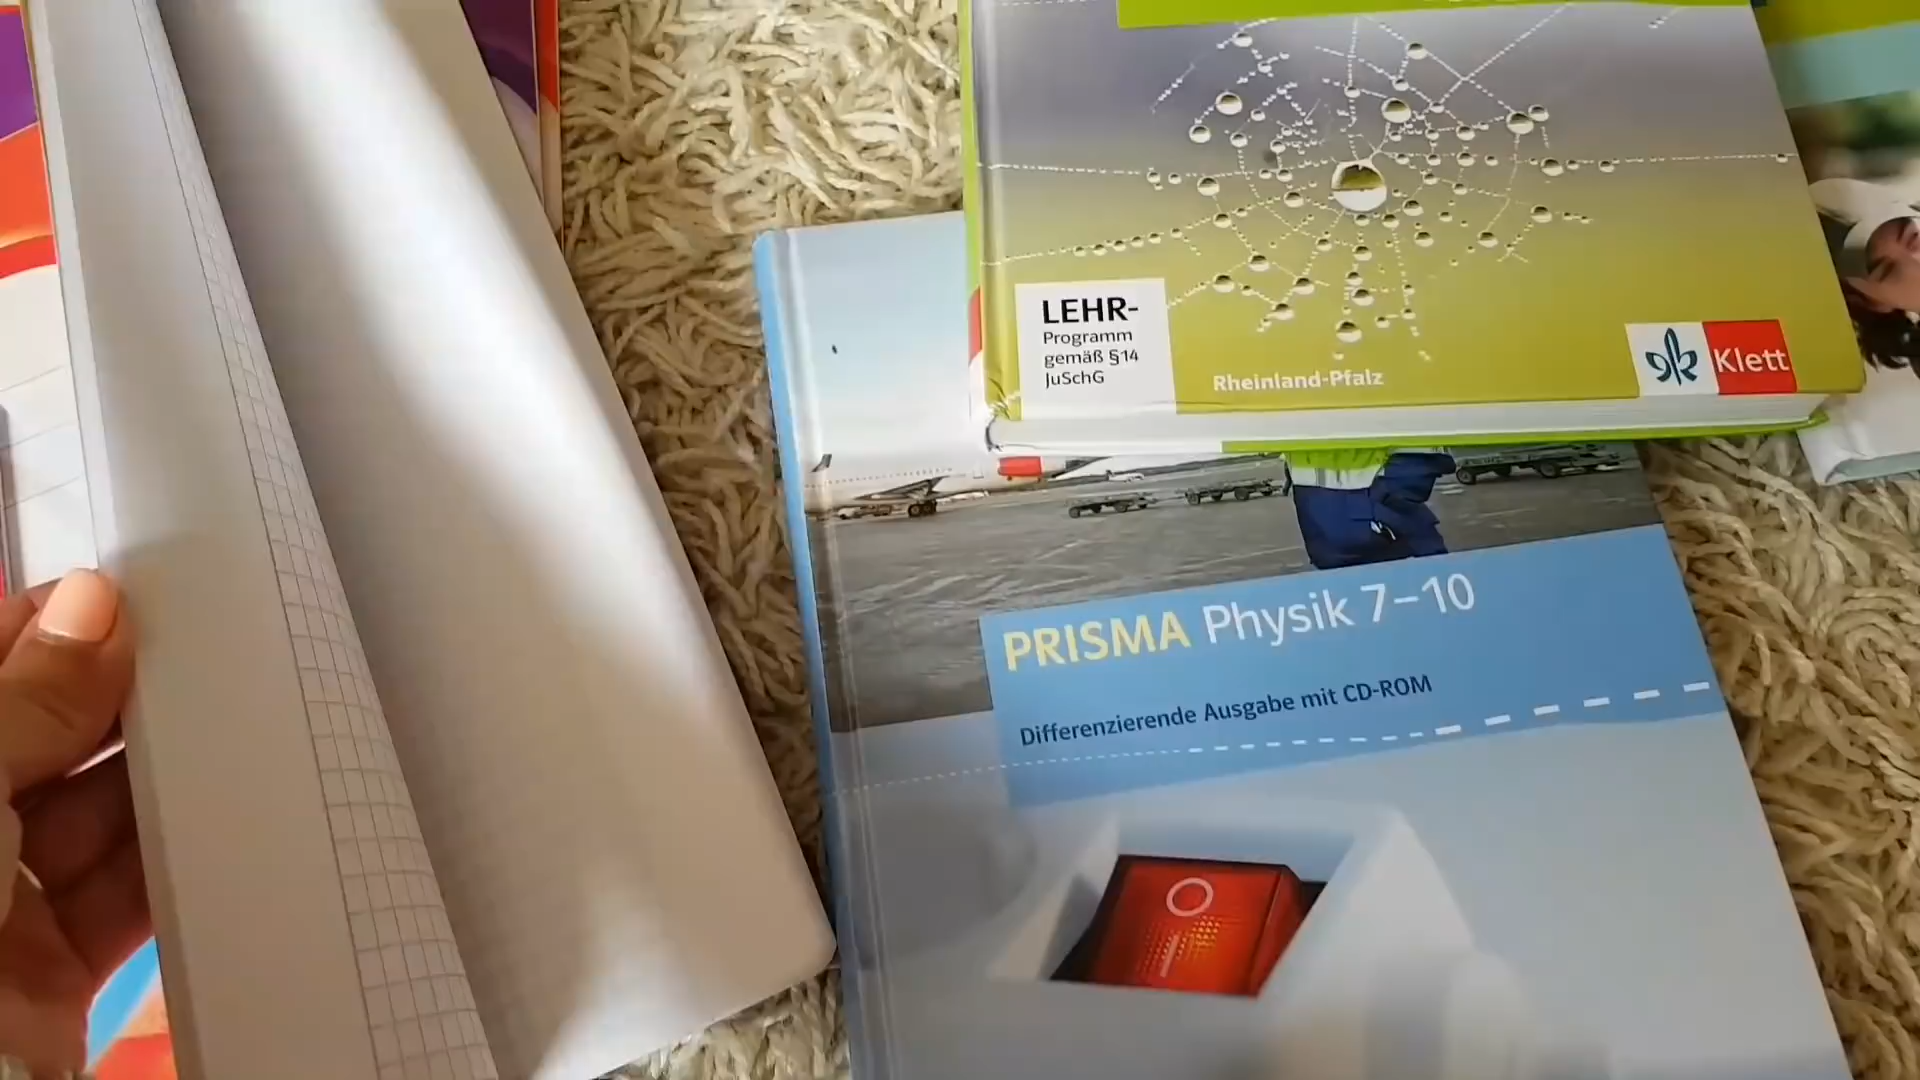 LEHR-
Programm
gemäß §14
JuSchG
Rheinland-Pfalz
Klett
PRISMA Physik 7–10
Differenzierende Ausgabe mit CD-ROM